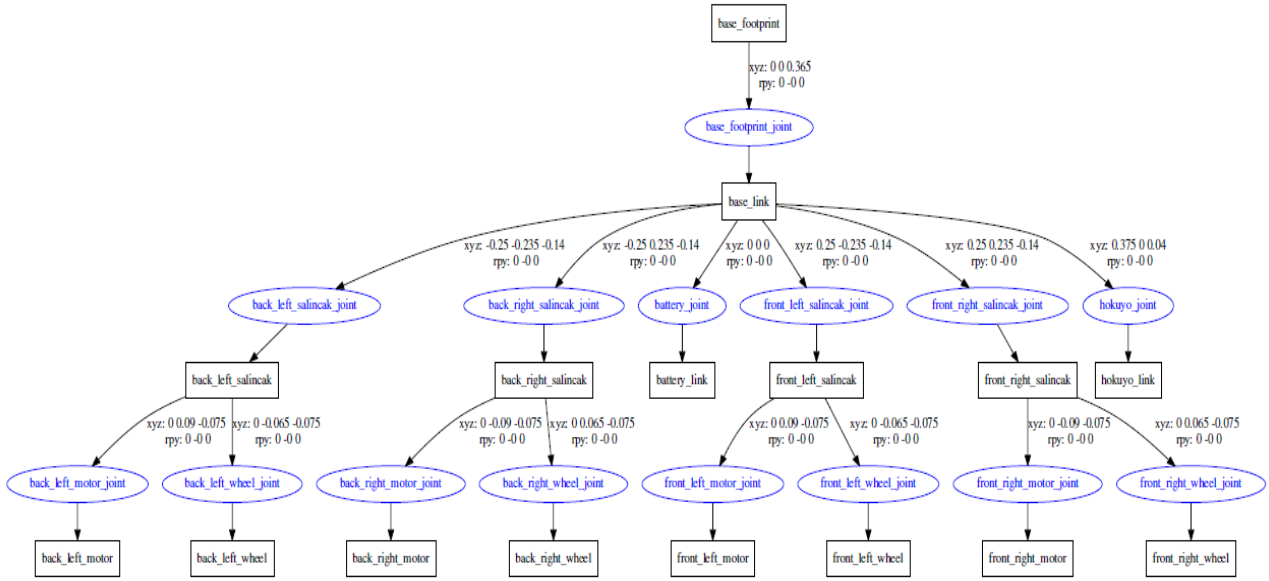 base_footprint
xyz: 0 0 0.365
rpy: 0 -0 0
base_footprint_joint
base_link
xyz: -0.25 -0.235 -0.14
rpy: 0 -0 0
xyz: -0.25 0.235 -0.14
rpy: 0 -0 0
xyz: 0 0 0
rpy: 0 -0 0
xyz: 0.25 -0.235 -0.14
rpy: 0 -0 0
xyz: 0.25 0.235 -0.14
rpy: 0 -0 0
xyz: 0.375 0 0.04
rpy: 0 -0 0
back_left_salincak_joint
back_right_salincak_joint
battery_joint
front_left_salincak_joint
front_right_salincak_joint
hokuyo_joint
back_left_salincak
back_right_salincak
battery_link
front_left_salincak
front_right_salincak
hokuyo_link
xyz: 0 0.09 -0.075
rpy: 0 -0 0
xyz: 0 -0.065 -0.075
rpy: 0 -0 0
xyz: 0 -0.09 -0.075
rpy: 0 -0 0
xyz: 0 0.065 -0.075
rpy: 0 -0 0
xyz: 0 0.09 -0.075
rpy: 0 -0 0
xyz: 0 -0.065 -0.075
rpy: 0 -0 0
xyz: 0 -0.09 -0.075
rpy: 0 -0 0
xyz: 0 0.065 -0.075
rpy: 0 -0 0
back_left_motor_joint
back_left_wheel_joint
back_right_motor_joint
back_right_wheel_joint
front_left_motor_joint
front_left_wheel_joint
front_right_motor_joint
front_right_wheel_joint
back_left_motor
back_left_wheel
back_right_motor
back_right_wheel
front_left_motor
front_left_wheel
front_right_motor
front_right_wheel